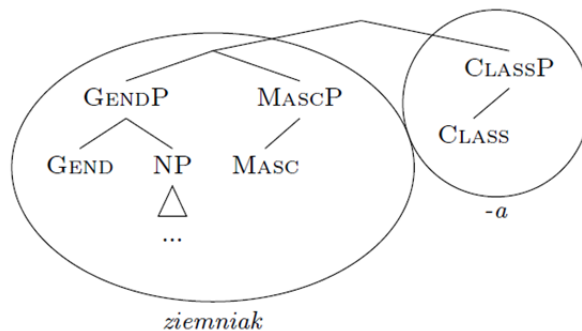 CLASSP
GENDP MASCP
CLASS
GEND NP MASC
-a
...
ziemniak